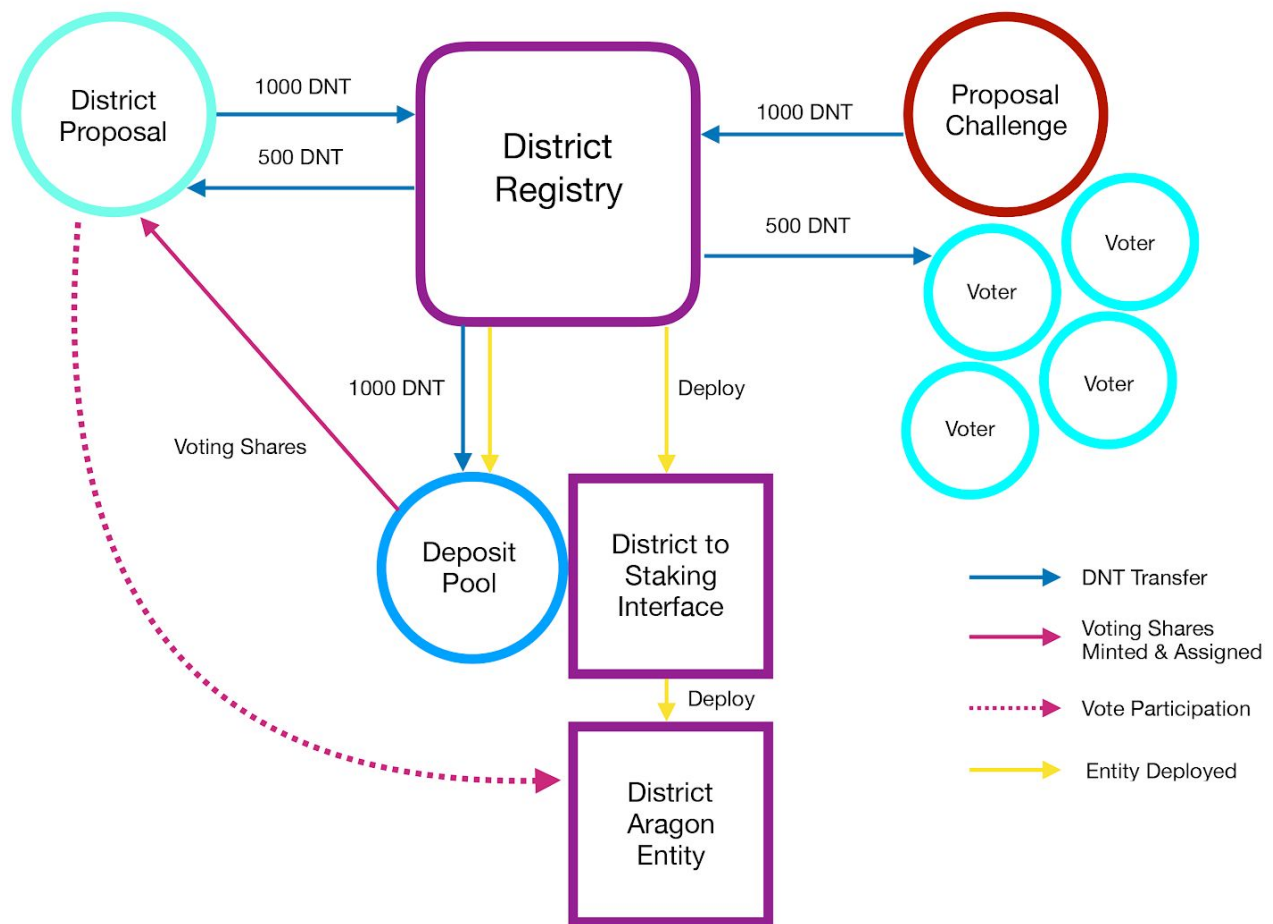 District
Proposal
1000 DNT
500 DNT
District
Registry
1000 DNT
Proposal
Challenge
500 DNT
Voter
Voter
Voter
Voter
1000 DNT
Deploy
Voting Shares
Deposit
Pool
District to
Staking
Interface
Deploy
District
Aragon
Entity
DNT Transfer
Voting Shares
Minted & Assigned
Vote Participation
Entity Deployed